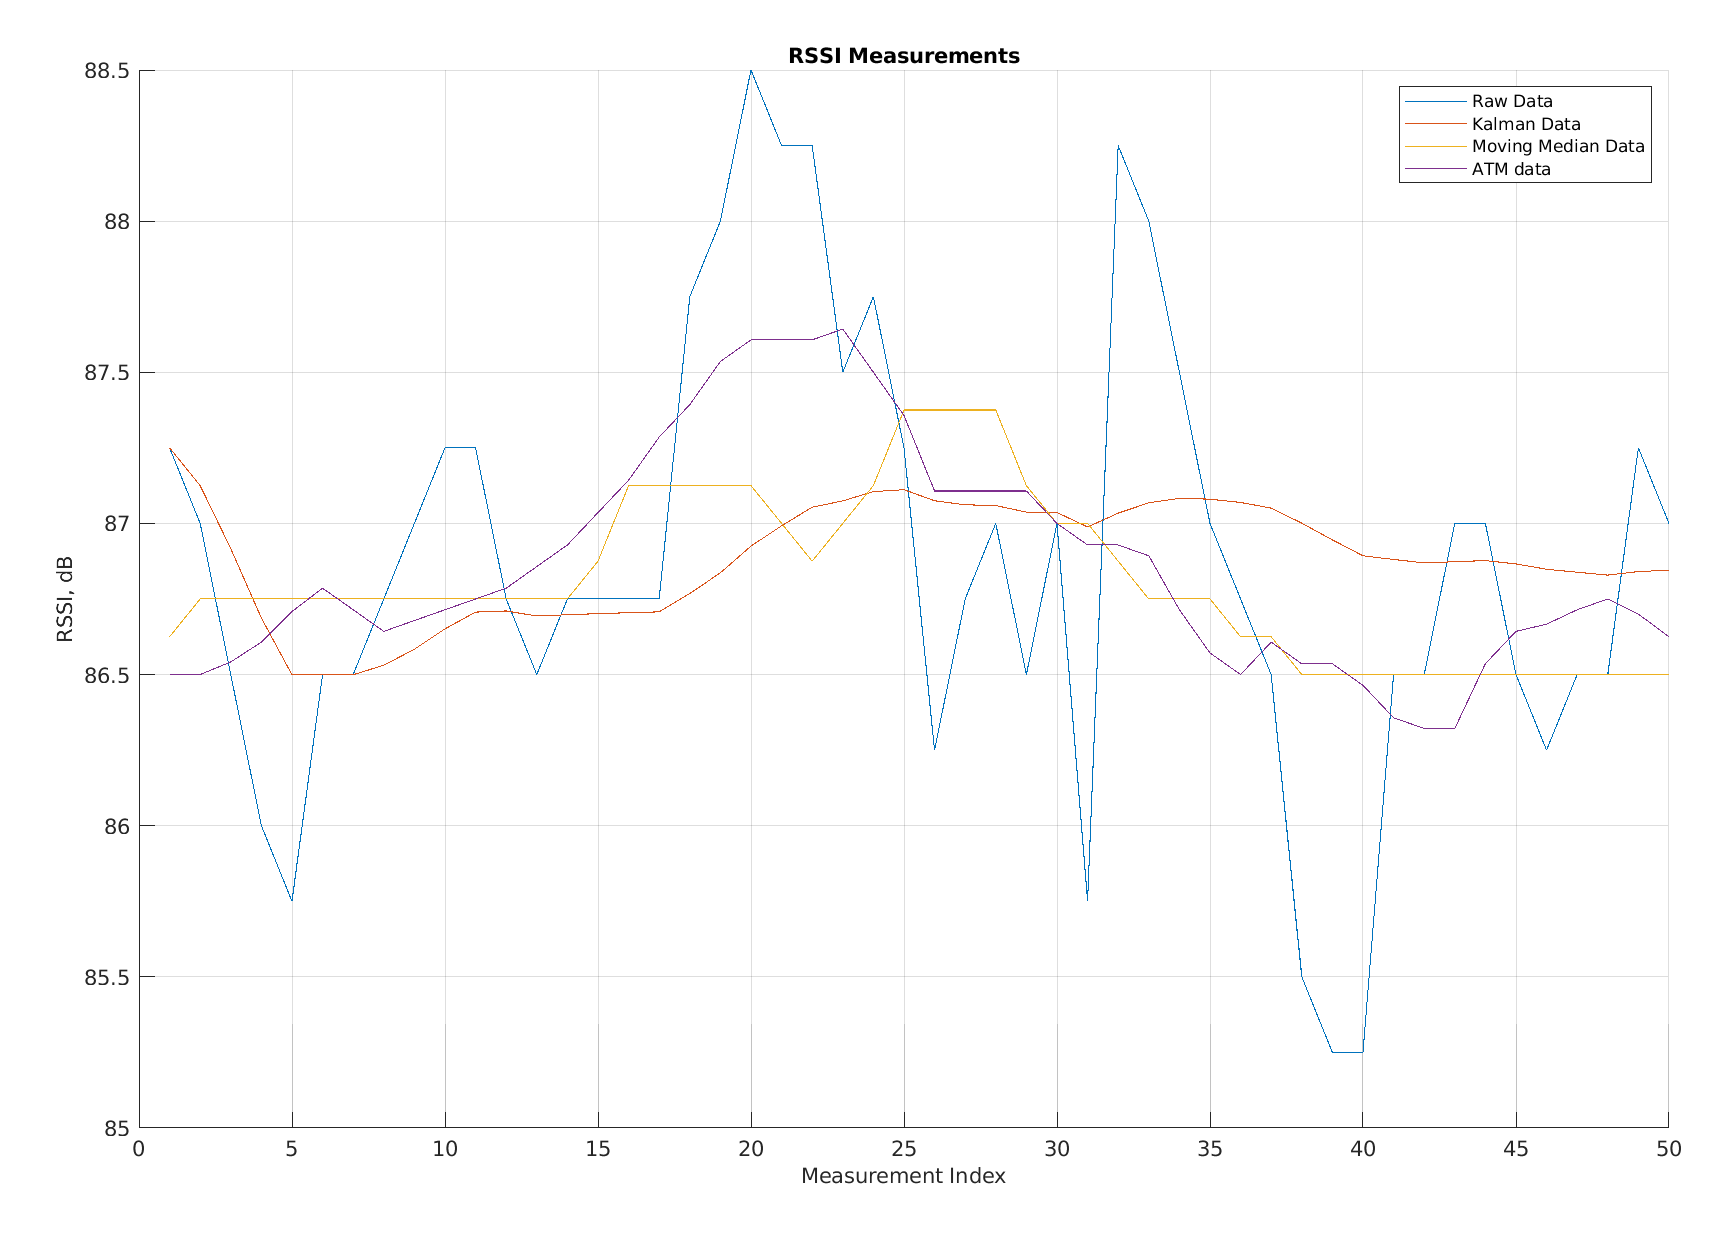 RSSI Measurements
88.5
88
87.5
87
86.5
86
85.5
85
RSSI, dB
0 5 10 15 20 25 30 35 40 45 50
Measurement Index
Raw Data
Kalman Data
Moving Median Data
ATM data